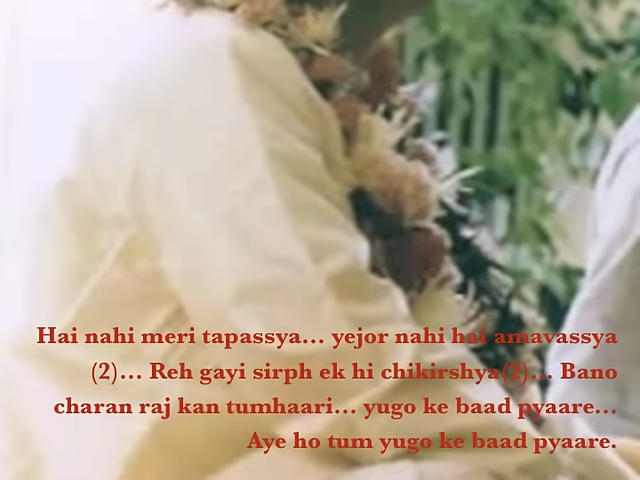 Hai nahi meri tapassya... yejor nahi hai amavassya
(2)... Reh gayi sirph ek hi chikirshya(2)... Bano
charan raj kan tumhaari... yugo ke baad pyaare...
Aye ho tum yugo ke baad pyaare.